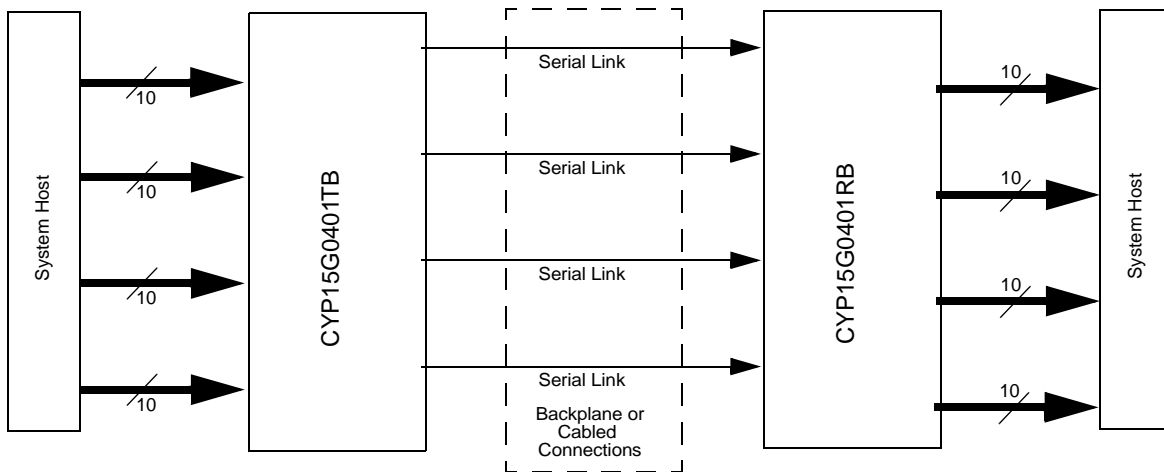 System Host
10
10
10
10
CYP15G0401TB
Serial Link
Serial Link
Serial Link
Serial Link
Backplane or
Cabled
Connections
CYP15G0401RB
10
10
10
10
System Host